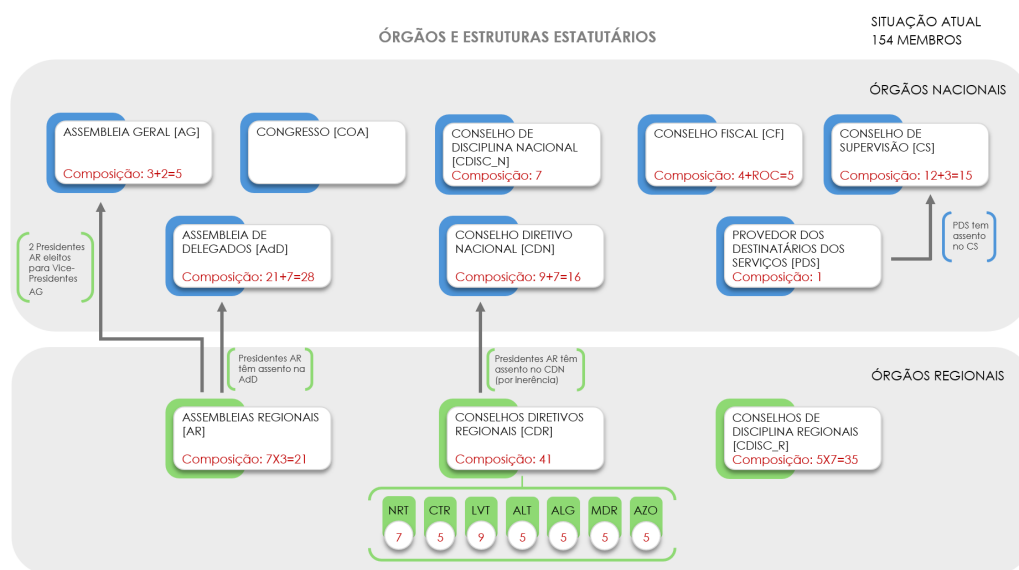 ÓRGÃOS E ESTRUTURAS ESTATUTÁRIOS
SITUAÇÃO ATUAL
154 MEMBROS
ÓRGÃOS NACIONAIS
ASSEMBLEIA GERAL [AG]
Composição: 3+2=5
CONGRESSO [COA]
CONSELHO DE
DISCIPLINA NACIONAL
[CDISC_N]
Composição: 7
CONSELHO FISCAL [CF]
Composição: 4+ROC=5
CONSELHO DE
SUPERVISÃO [CS]
Composição: 12+3=15
2 Presidentes
AR eleitos
para Vice-
Presidentes
AG
ASSEMBLEIA DE
DELEGADOS [AdD]
Composição: 21+7=28
CONSELHO DIRETIVO
NACIONAL [CDN]
Composição: 9+7=16
PROVEDOR DOS
DESTINATÁRIOS DOS
SERVIÇOS [PDS]
Composição: 1
PDS tem
assento
no CS
Presidentes AR
têm assento na
AdD
Presidentes AR têm
assento no CDN
(por inerência)
ÓRGÃOS REGIONAIS
ASSEMBLEIAS REGIONAIS
[AR]
Composição: 7X3=21
CONSELHOS DIRETIVOS
REGIONAIS [CDR]
Composição: 41
CONSELHOS DE
DISCIPLINA REGIONAIS
[CDISC_R]
Composição: 5X7=35
NRT CTR LVT ALT ALG MDR AZO
7 5 9 5 5 5 5